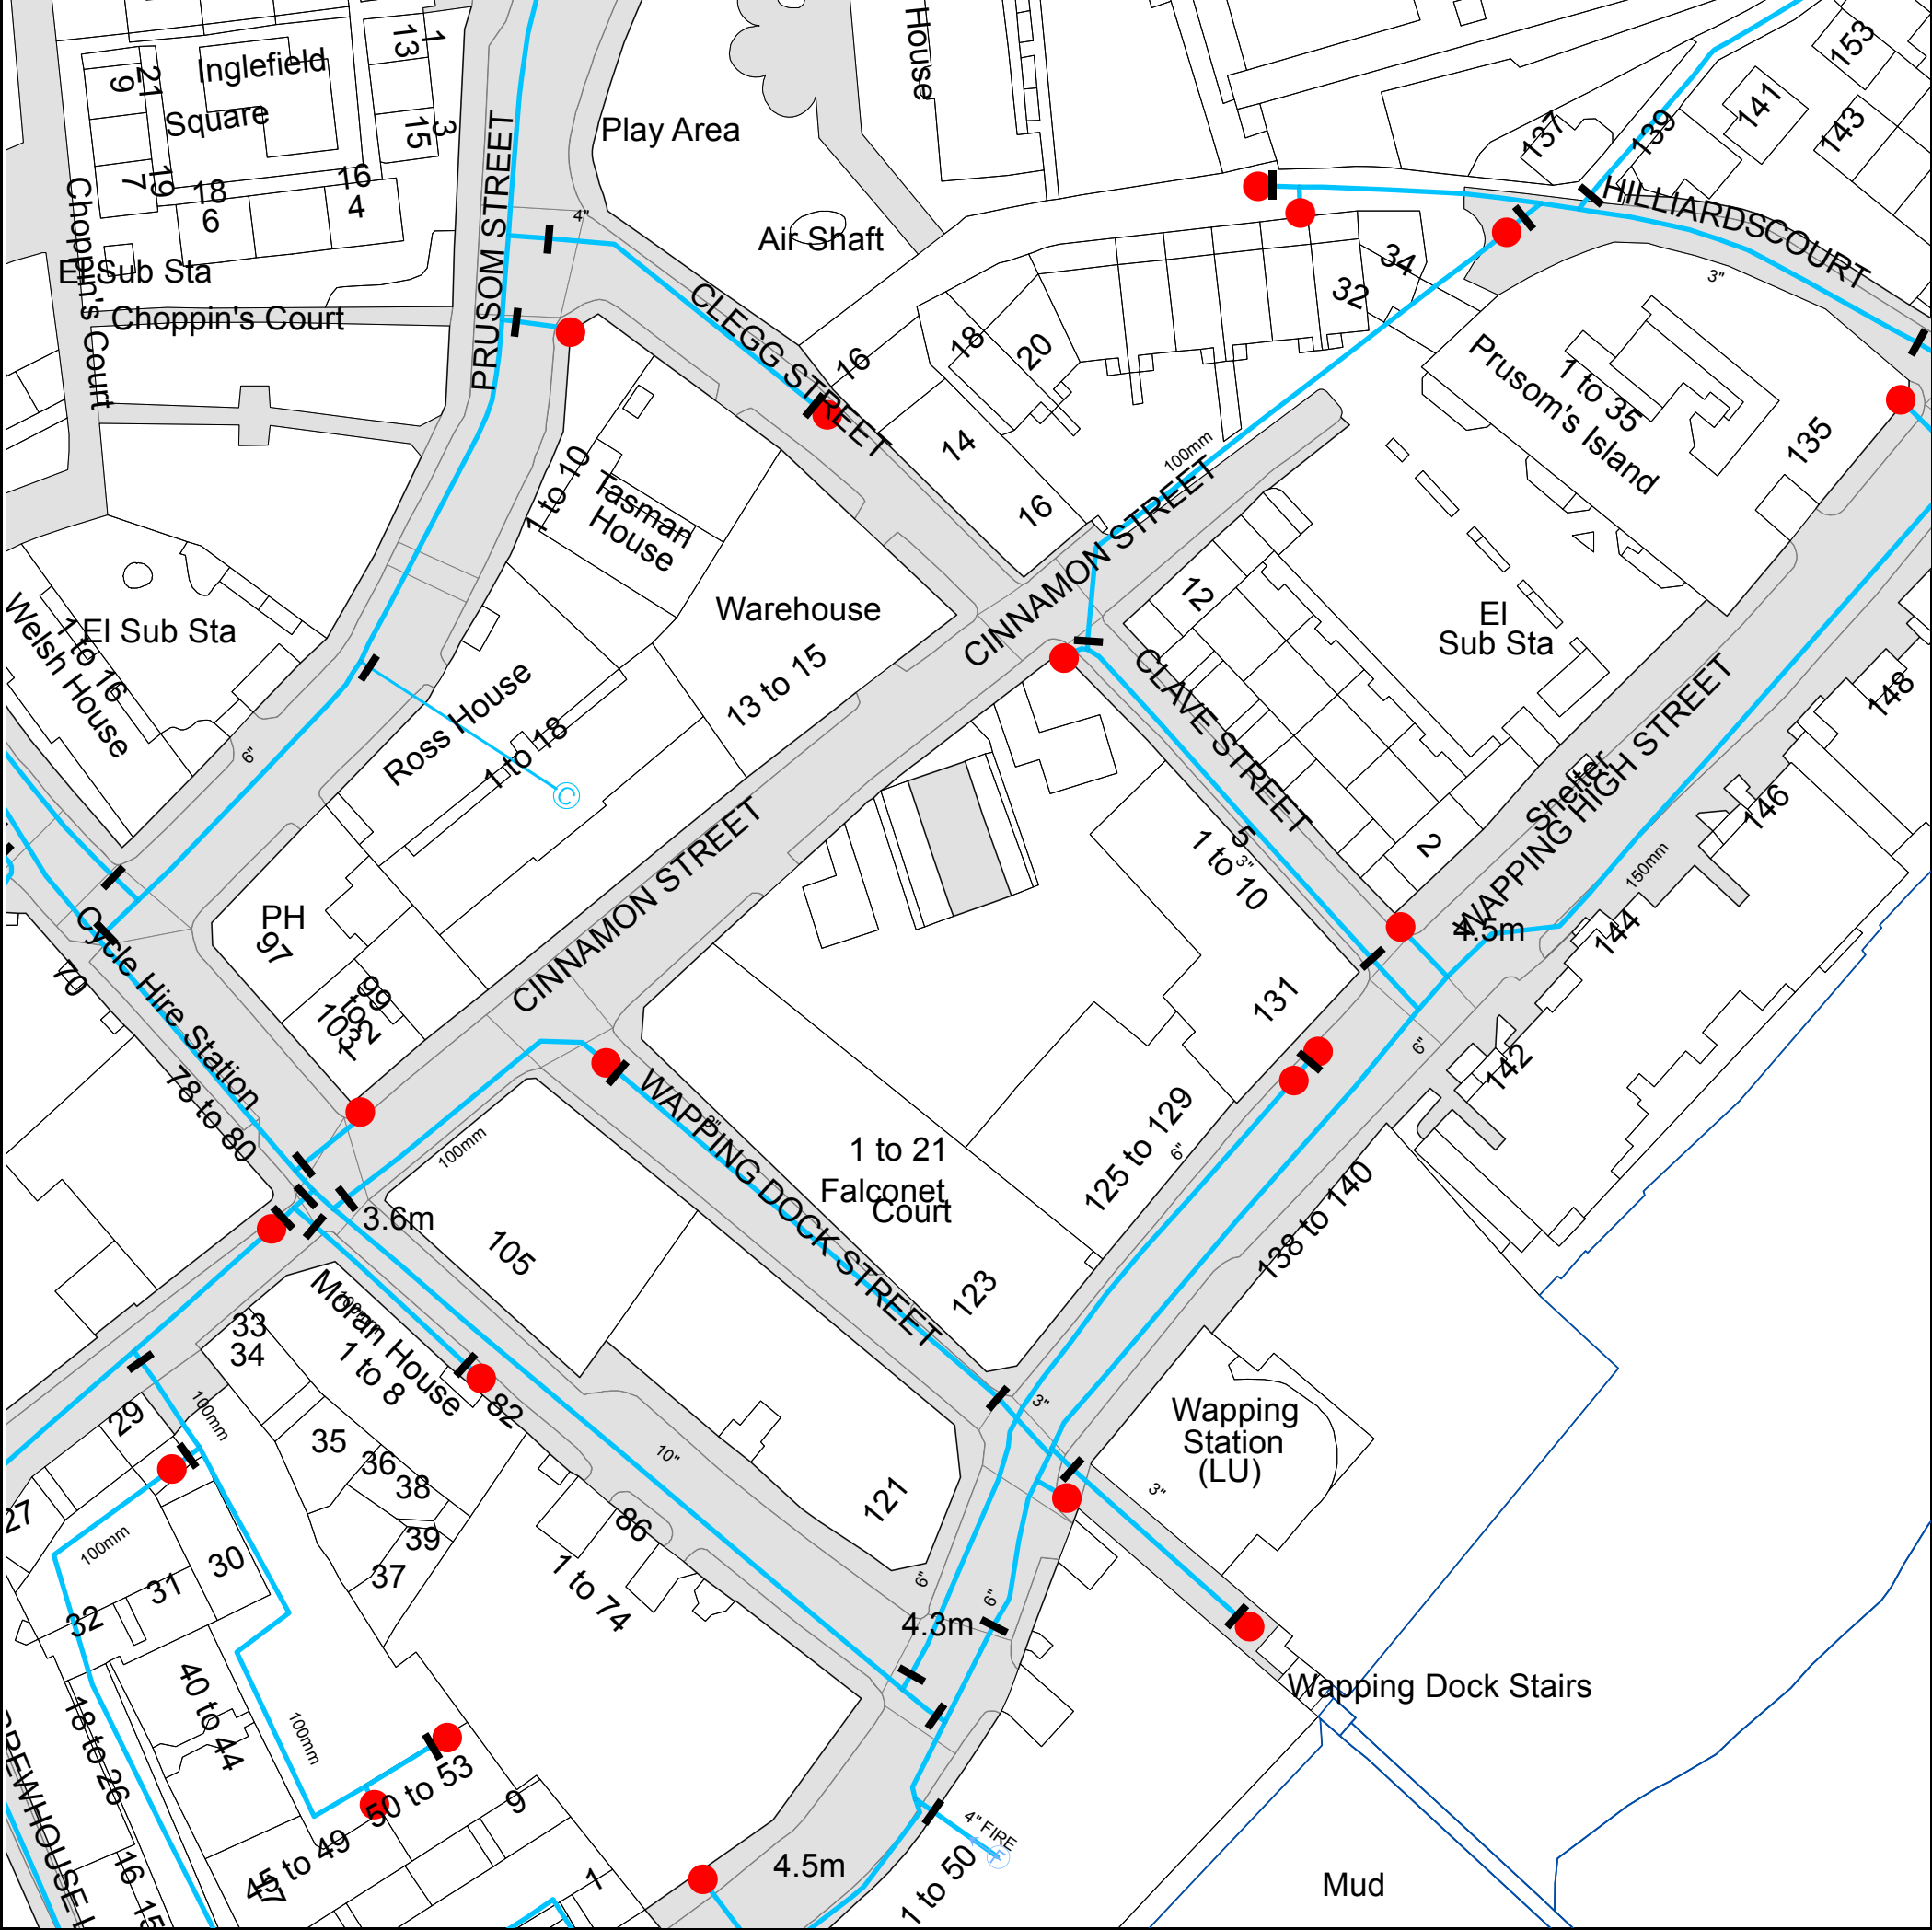 House
1
13
Inglefield
21
9
Square
3
15
Play Area
153
141
143
137
139
PRUSOM STREET
19
7
18
6
16
4
4"
HILLIARDSCOURT
Choppin's Court
El Sub Sta
Choppin's Court
Air Shaft
34
32
3"
CLEGG STREET
16
18
20
Prusom's Island
1 to 35
135
14
16
100mm
CINNAMON STREET
1 to 10
Tasman
House
Warehouse
13 to 15
12
El
Sub Sta
El Sub Sta
1 to 16
Welsh House
6"
Ross House
1 to 18
C
CLAVE STREET
5
3"
1 to 10
2
Shelter
WAPPING HIGH STREET
148
146
150mm
144
4.5m
CINNAMON STREET
PH
97
99
to
103
1
2
Cycle Hire Station
70
78 to 80
131
6"
142
100mm
3"
WAPPING DOCK STREET
1 to 21
Falconet
Court
125 to 129
6"
138 to 140
3.6m
105
123
Moran House
100mm
1 to 8
33
34
82
29
100mm
35
36
38
39
37
10"
3"
Wapping
Station
(LU)
3"
121
86
1 to 74
27
100mm
30
31
32
6"
6"
4.3m
Wapping Dock Stairs
40 to 44
18 to 26
100mm
50 to 53
9
45 to 49
47
16
15
1
4.5m
4" FIRE
F
1 to 50
Mud
REWHOUSE L